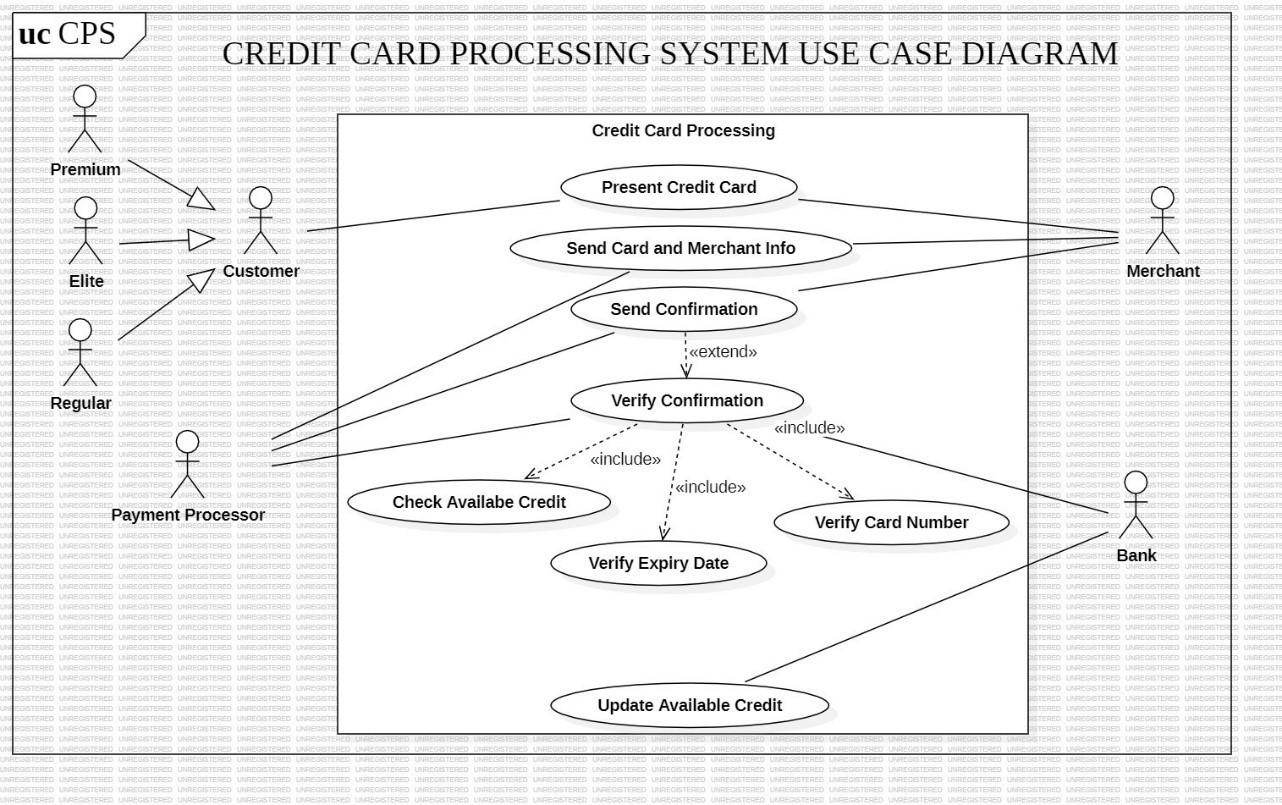 uc CPS
CREDIT CARD PROCESSING SYSTEM USE CASE DIAGRAM
Credit Card Processing
Premium
Present Credit Card
Send Card and Merchant Info
Customer
Merchant
Elite
Send Confirmation
«extend»
Regular
Verify Confirmation
«include»
«include»
«include»
Payment Processor
Check Availabe Credit
Verify Card Number
Bank
Verify Expiry Date
Update Available Credit
UNREGISTERED